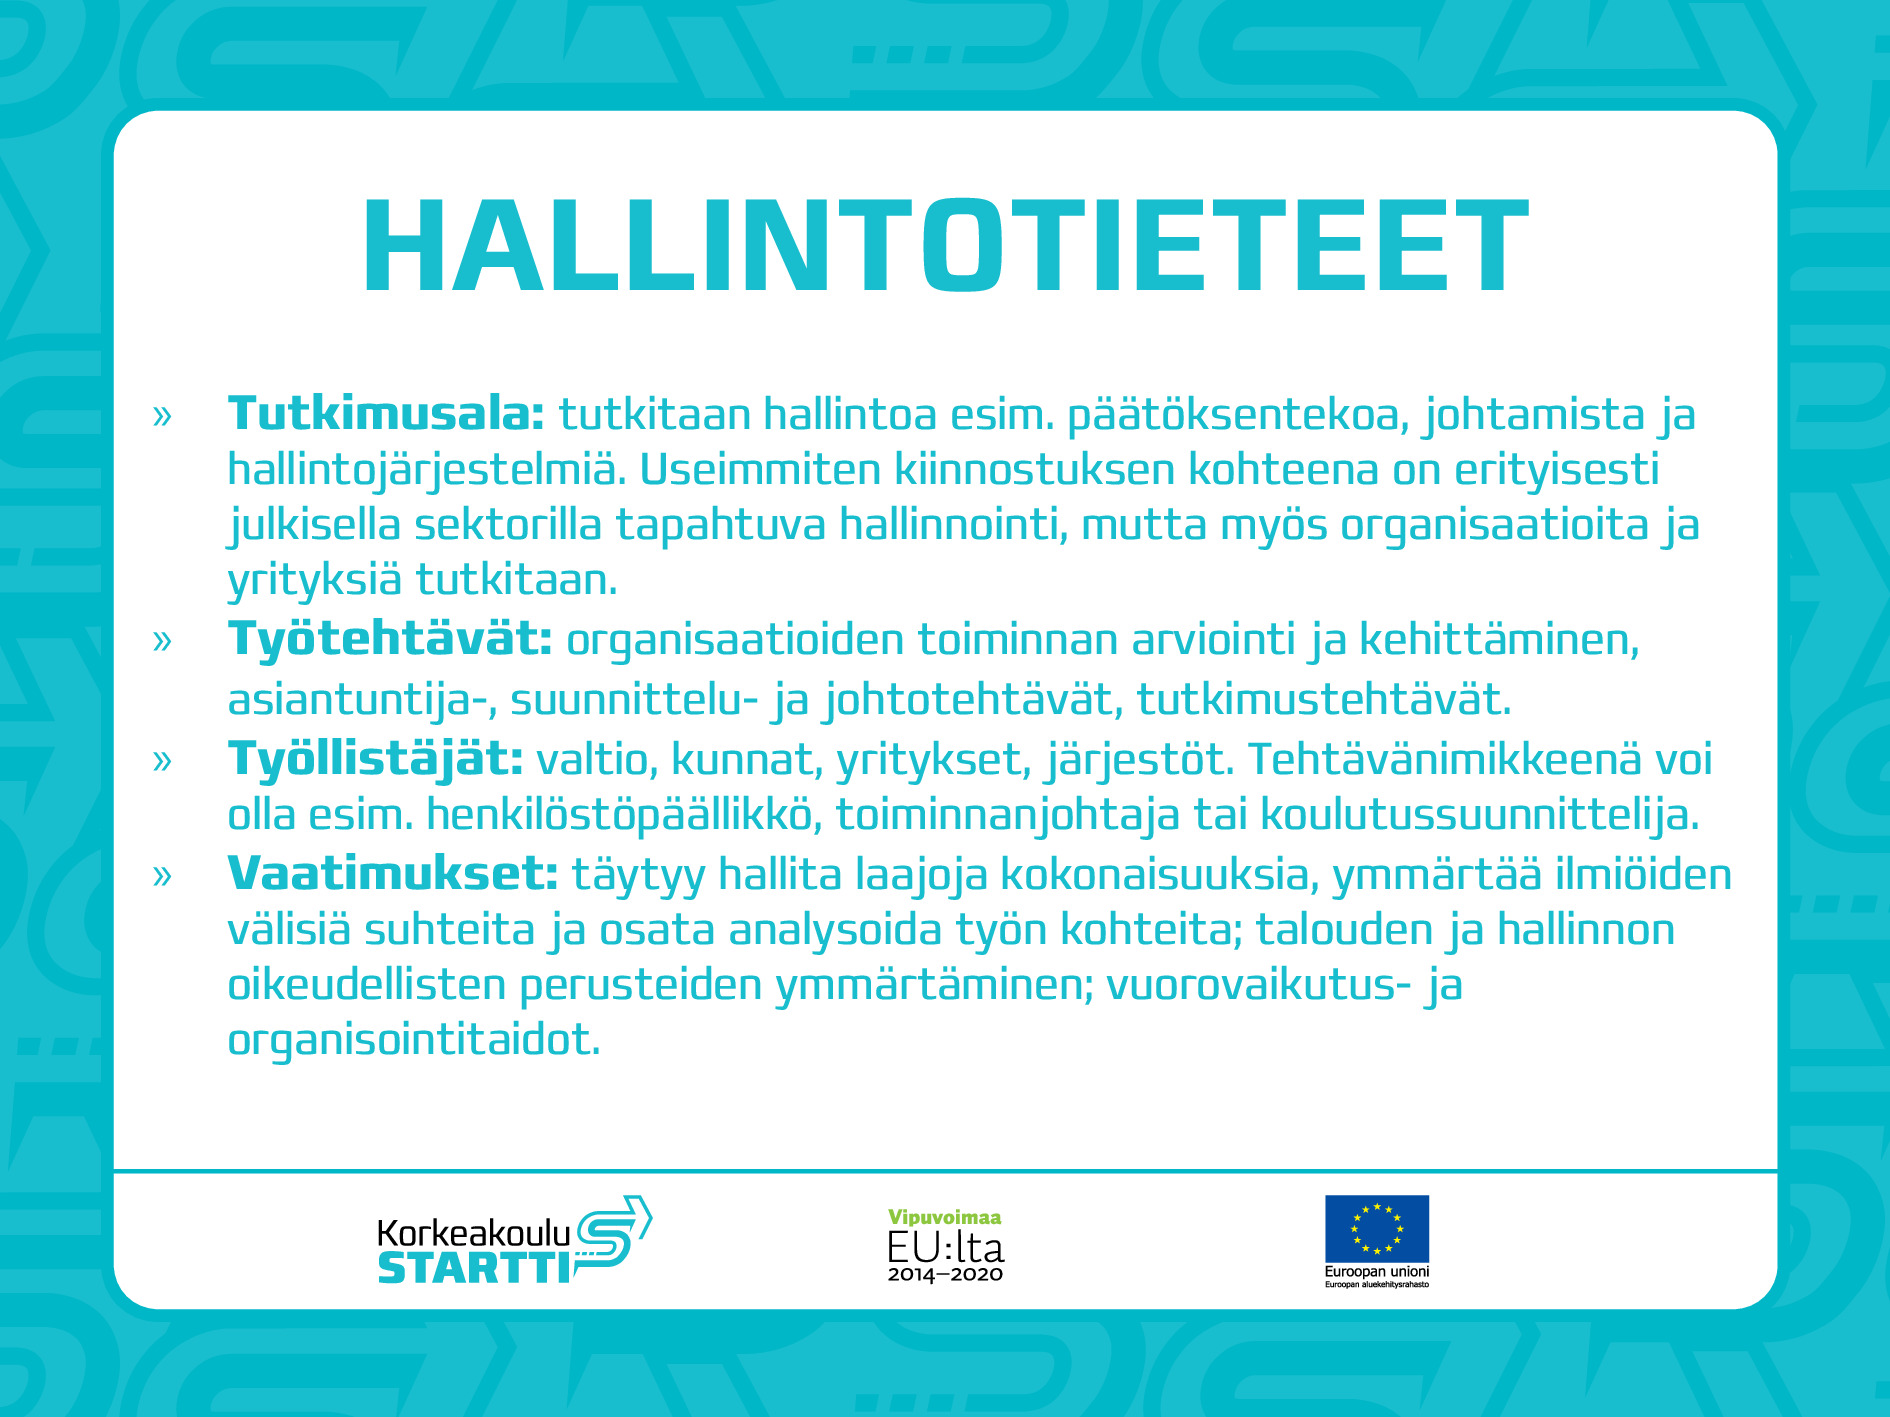 HALLINTOTIETEET
» Tutkimusala: tutkitaan hallintoa esim. päätöksentekoa, johtamista ja
hallintojärjestelmiä. Useimmiten kiinnostuksen kohteena on erityisesti
julkisella sektorilla tapahtuva hallinnointi, mutta myös organisaatioita ja
yrityksiä tutkitaan.
» Työtehtävät: organisaatioiden toiminnan arviointi ja kehittäminen,
asiantuntija-, suunnittelu- ja johtotehtävät, tutkimustehtävät.
» Työllistäjät: valtio, kunnat, yritykset, järjestöt. Tehtävänimikkeenä voi
olla esim. henkilöstöpäällikkö, toiminnanjohtaja tai koulutussuunnittelija.
» Vaatimukset: täytyy hallita laajoja kokonaisuuksia, ymmärtää ilmiöiden
välisiä suhteita ja osata analysoida työn kohteita; talouden ja hallinnon
oikeudellisten perusteiden ymmärtäminen; vuorovaikutus- ja
organisointitaidot.
Korkeakoulu
STARTTI
Vipuvoimaa
EU:lta
2014–2020
Euroopan unioni
Euroopan aluekehitysrahasto